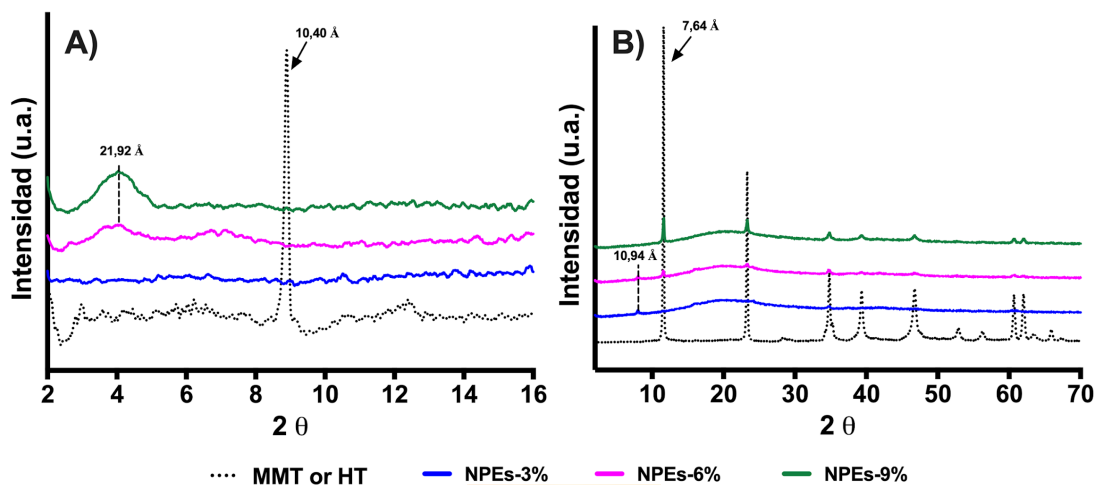 A)
10,40 Å
21,92 Å
Intensidad (u.a.)
2 4 6 8 10 12 14 16
2 θ
B)
7,64 Å
10,94 Å
Intensidad (u.a.)
10 20 30 40 50 60 70
2 θ
MMT or HT NPEs-3% NPEs-6% NPEs-9%